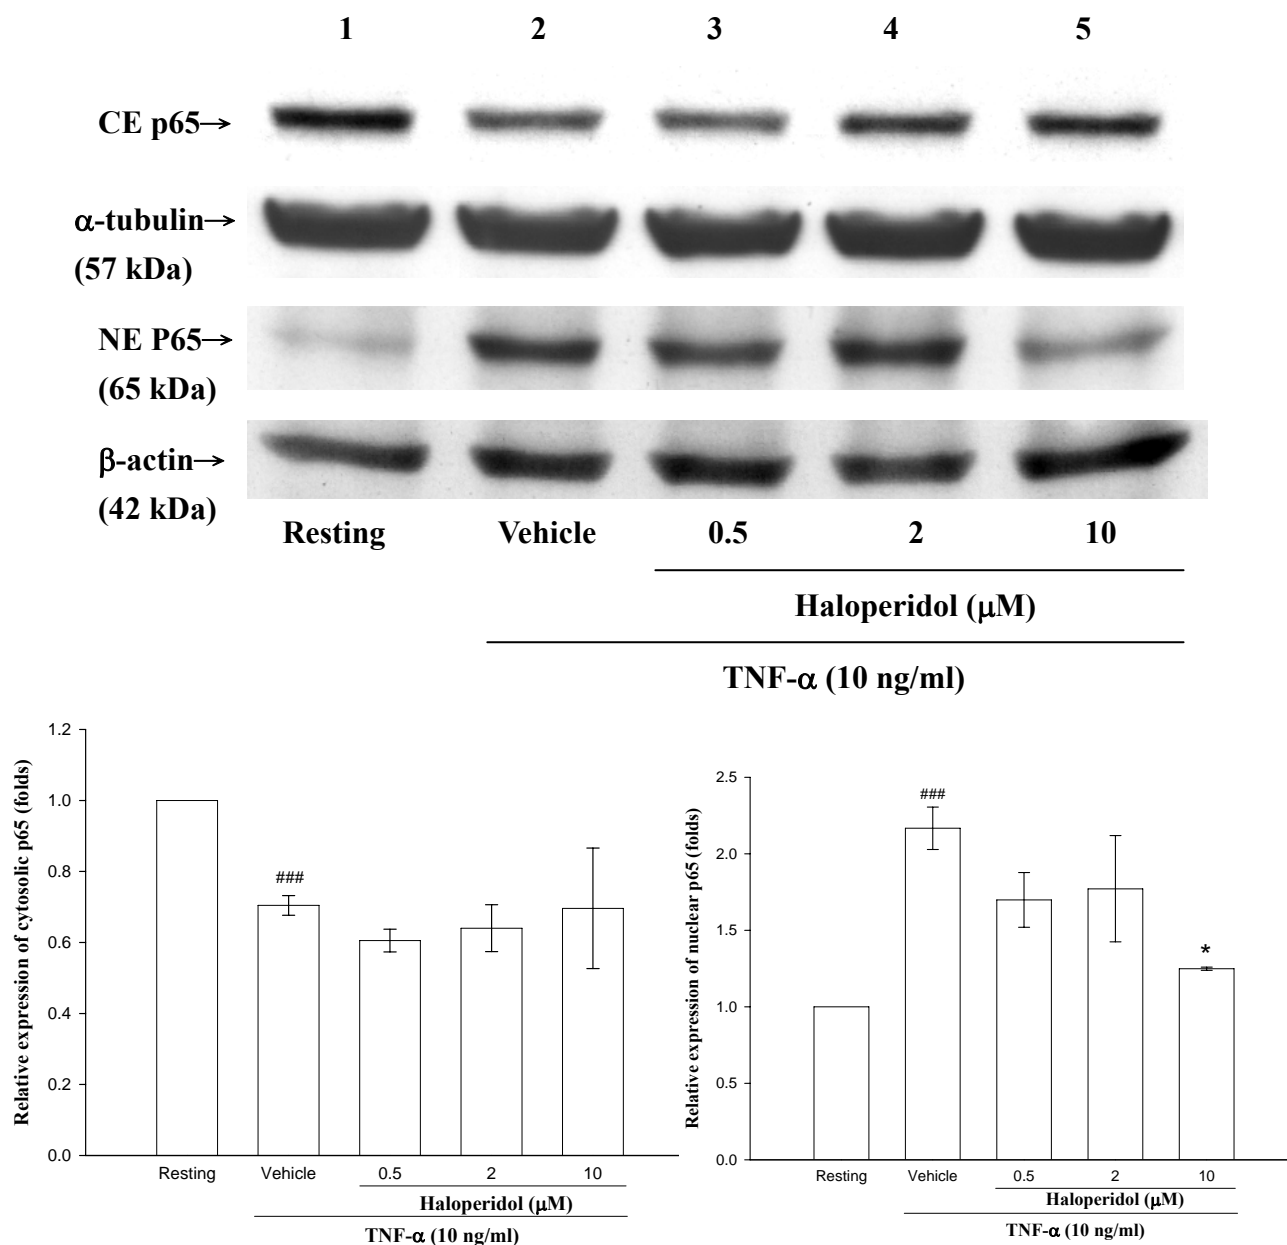 1 2 3 4 5
CE p65→
α-tubulin→
(57 kDa)
NE P65→
(65 kDa)
β-actin→
(42 kDa)
Resting Vehicle 0.5 2 10
Haloperidol (μM)
TNF-α (10 ng/ml)
Relative expression of cytosolic p65 (folds)
1.2
1.0
0.8
0.6
0.4
0.2
0.0
###
Resting Vehicle 0.5 2 10
Haloperidol (μM)
TNF-α (10 ng/ml)
Relative expression of nuclear p65 (folds)
2.5
2.0
1.5
1.0
0.5
0.0
###
*
Resting Vehicle 0.5 2 10
Haloperidol (μM)
TNF-α (10 ng/ml)